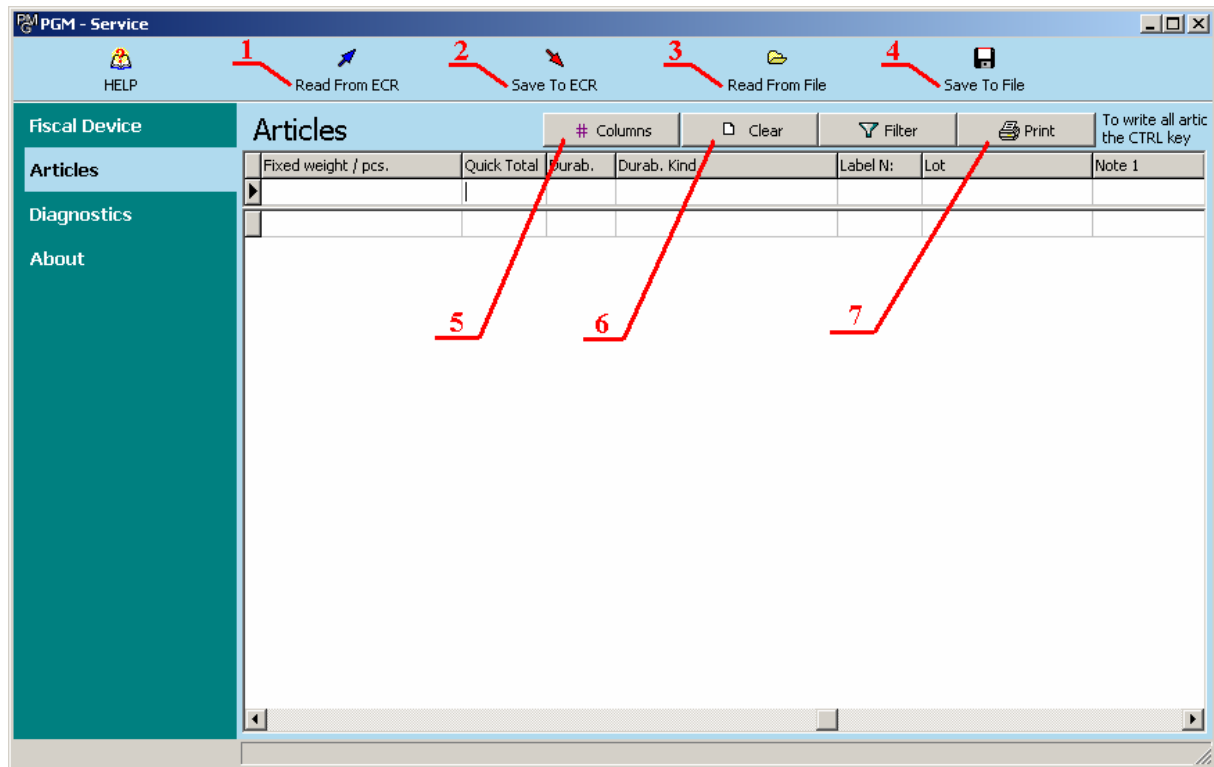 PMG PGM - Service
HELP
1
Read From ECR
2
Save To ECR
3
Read From File
4
Save To File
Fiscal Device
Articles
Diagnostics
About
Articles
# Columns
Clear
Filter
Print
To write all artic
the CTRL key
Fixed weight / pcs.
Quick Total
Durab.
Durab. Kind
Label N:
Lot
Note 1
5
6
7